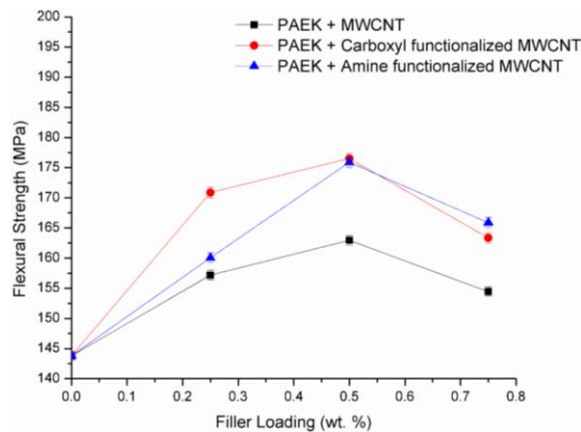 200
195
190
185
180
175
170
165
160
155
150
145
140
Flexural Strength (MPa)
PAEK + MWCNT
PAEK + Carboxyl functionalized MWCNT
PAEK + Amine functionalized MWCNT
0.0 0.1 0.2 0.3 0.4 0.5 0.6 0.7 0.8
Filler Loading (wt. %)